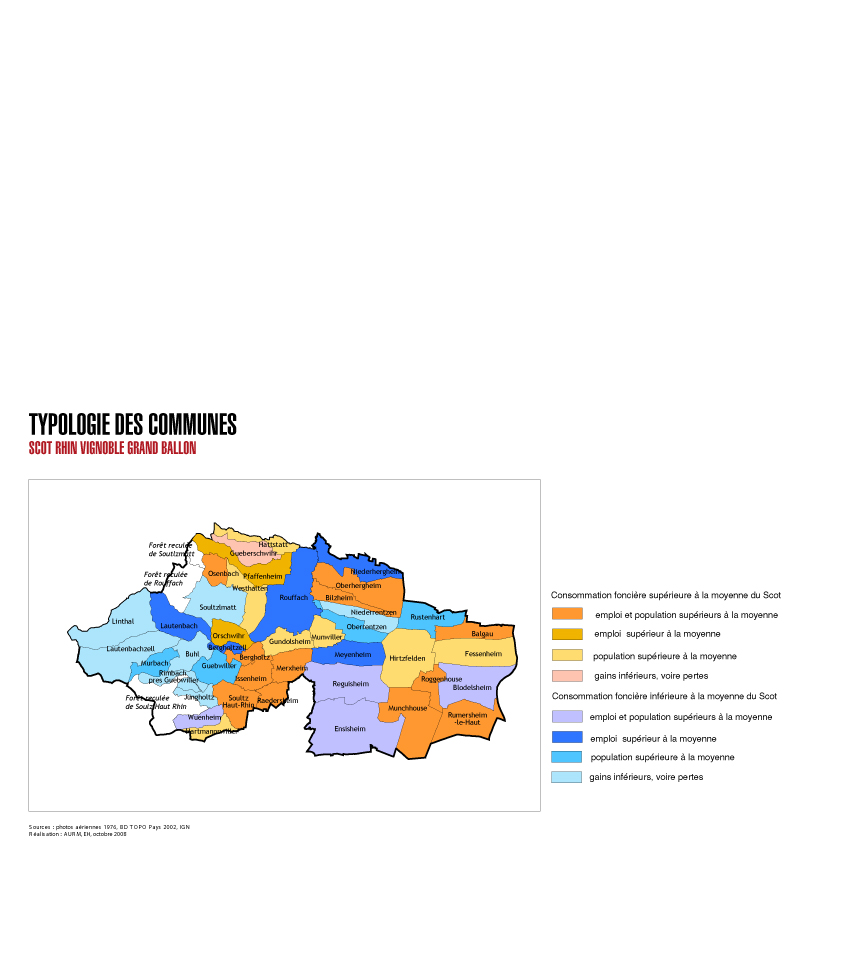 TYPOLOGIE DES COMMUNES
SCOT RHIN VIGNOBLE GRAND BALLON
Forêt reculée
de Soultzmatt
Hattstatt
Gueberschwihr
Forêt reculée
de Rouffach
Osenbach
Pfaffenheim
Niederhergheim
Westhalten
Oberhergheim
Rouffach
Bilzheim
Soultzmatt
Niederrentzen
Linthal
Lautenbach
Oberentzen
Rustenhart
Orschwihr
Munwiller
Balgau
Gundolsheim
Lautenbachzell
Bergholtzzell
Buhl
Bergholtz
Meyenheim
Hirtzfelden
Fessenheim
Murbach
Guebwiller
Merxheim
Rimbach
près Guebwiller
Issenheim
Roggenhouse
Reguisheim
Blodelsheim
Forêt reculée
de Soulz Haut Rhin
Jungholtz
Soultz
Haut-Rhin
Raedersheim
Munchhouse
Wuenheim
Rumersheim
-le-Haut
Hartmannswiller
Ensisheim
Consommation foncière supérieure à la moyenne du Scot
emploi et population supérieurs à la moyenne
emploi supérieur à la moyenne
population supérieure à la moyenne
gains inférieurs, voire pertes
Consommation foncière inférieure à la moyenne du Scot
emploi et population supérieurs à la moyenne
emploi supérieur à la moyenne
population supérieure à la moyenne
gains inférieurs, voire pertes
Sources : photos aériennes 1976, BD TOPO Pays 2002, IGN
Réalisation : AURM, EH, octobre 2008